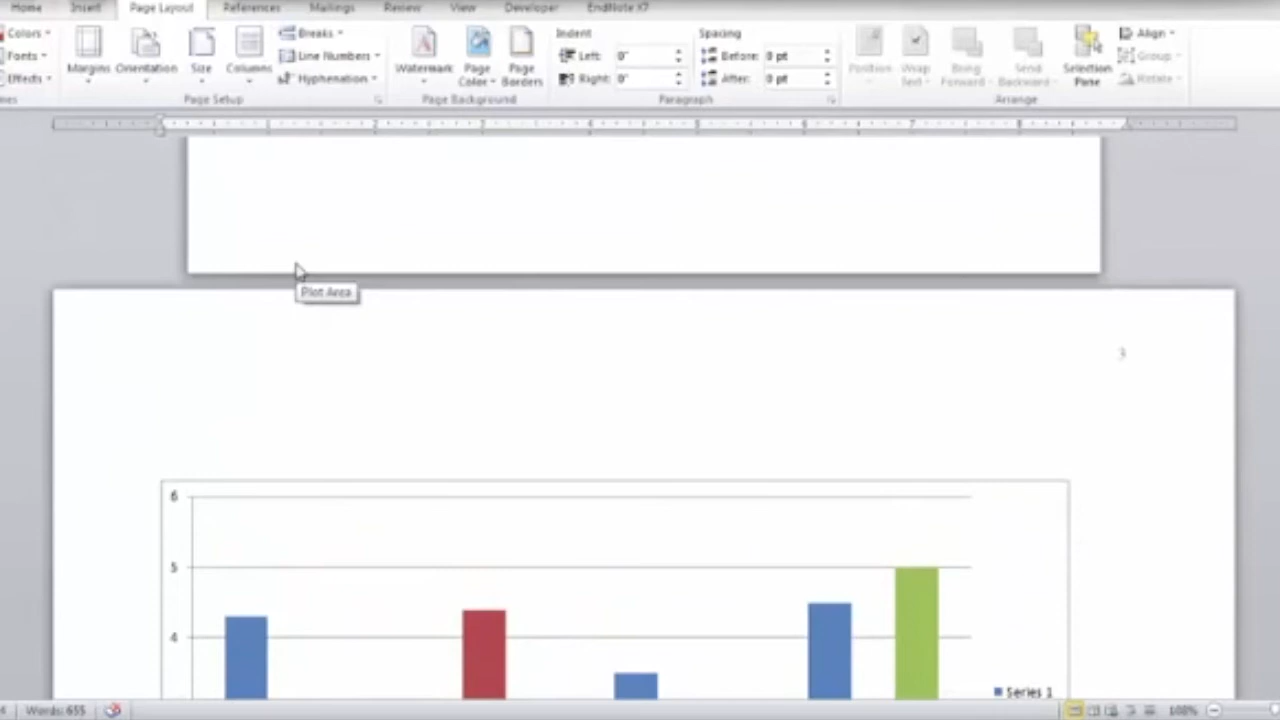 Home Insert Page Layout References Mailings Review View Developer EndNote X7
Colors Breaks Indent Spacing Align
Fonts Line Numbers Left: 0" Before: 0 pt Group
Effects Margins Orientation Size Columns Hyphenation Watermark Page Color Page Borders Right: 0" After: 0 pt Position Wrap Text Bring Forward Send Backward Selection Pane Rotate
Page Setup Page Background Paragraph Arrange
Plot Area
3
6
5
4
Series 1
Words: 655 100%